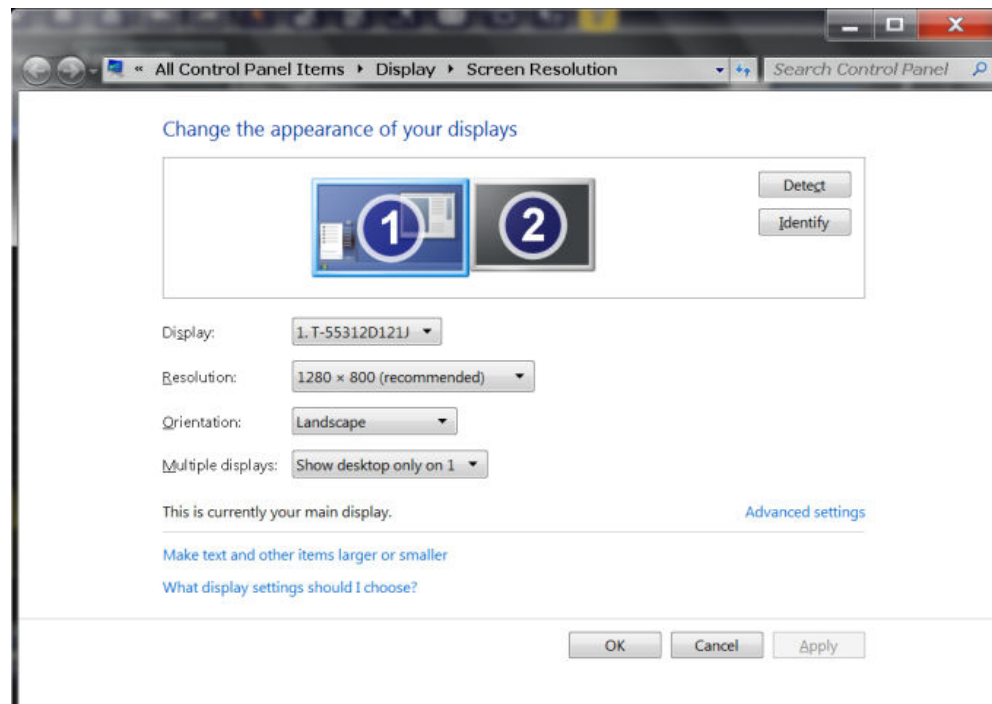 « All Control Panel Items ▸ Display ▸ Screen Resolution Search Control Panel
Change the appearance of your displays
1 2
Detect
Identify
Display: 1. T-55312D121J
Resolution: 1280 × 800 (recommended)
Orientation: Landscape
Multiple displays: Show desktop only on 1
This is currently your main display. Advanced settings
Make text and other items larger or smaller
What display settings should I choose?
OK Cancel Apply